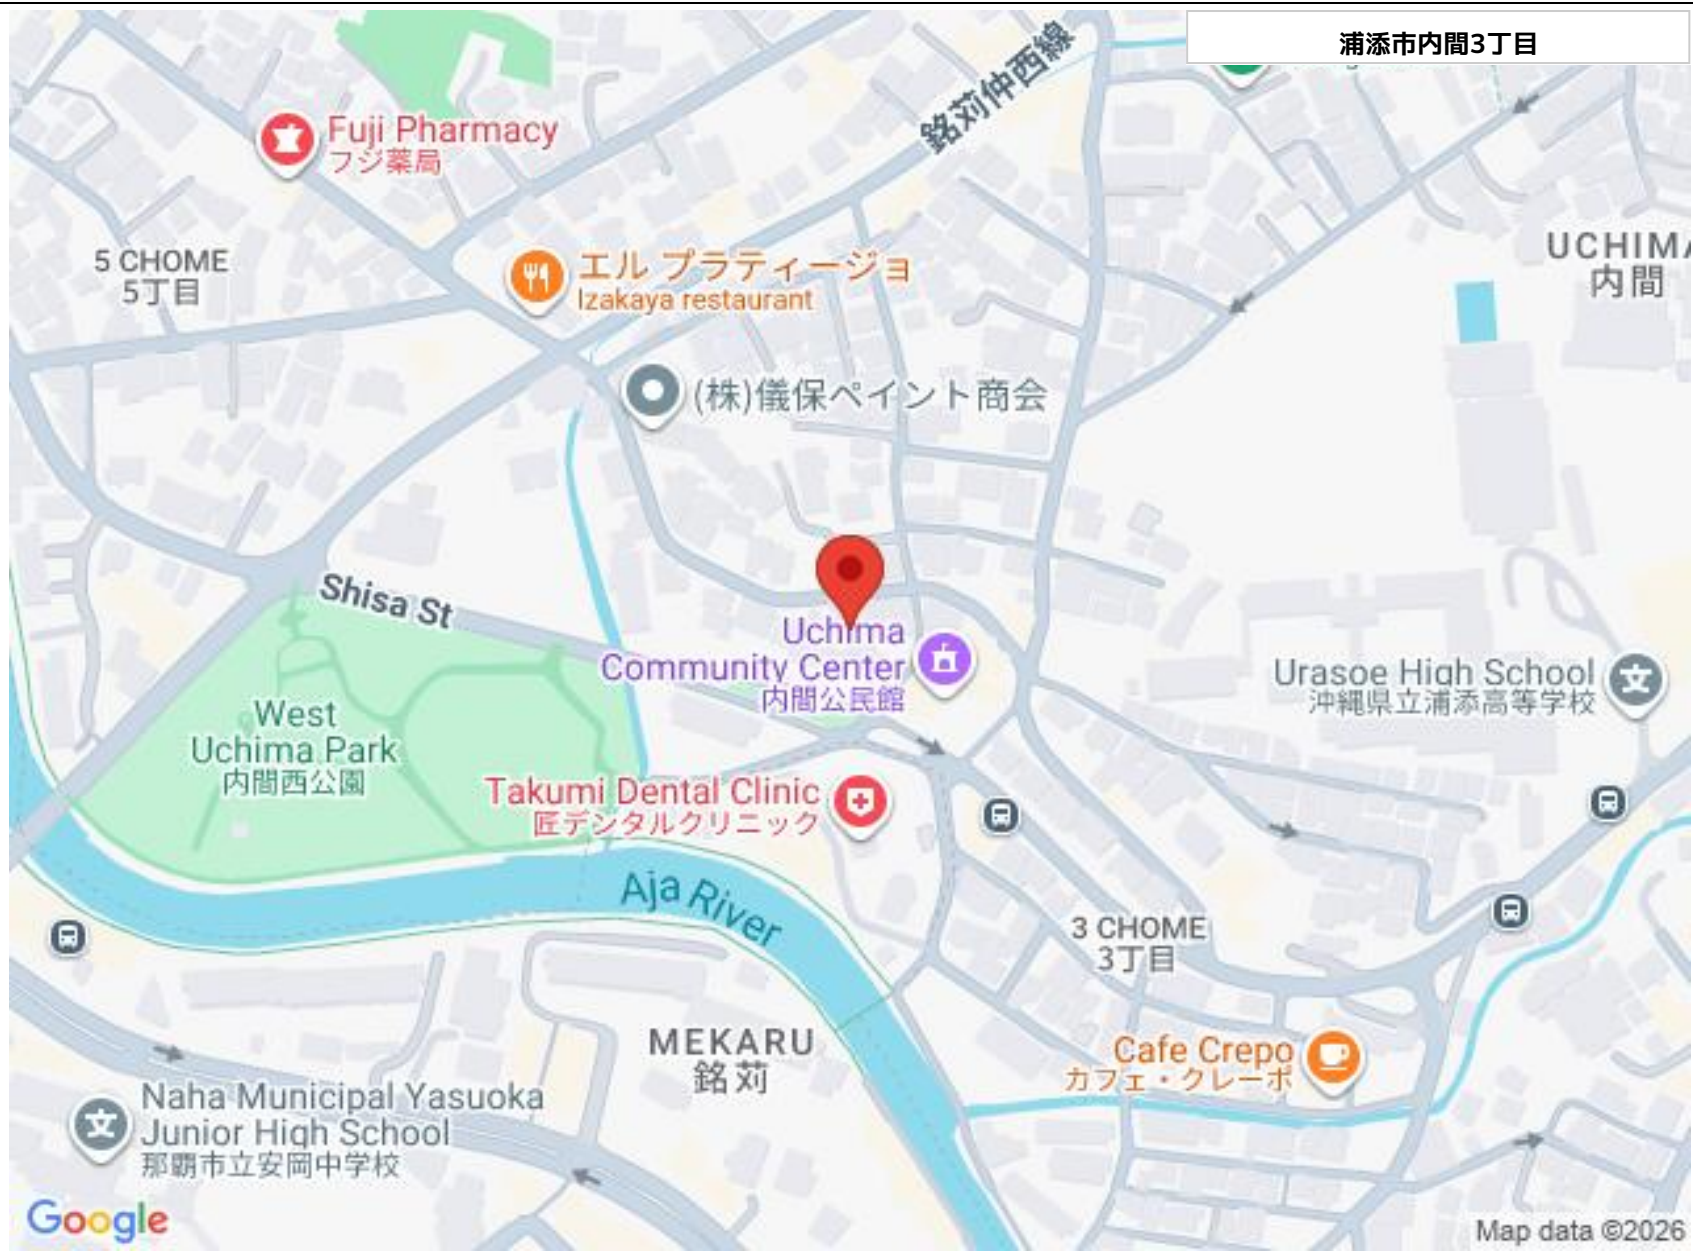 浦添市内間3丁目
銘苅仲西線
Fuji Pharmacy
フジ薬局
5 CHOME
5丁目
エル プラティージョ
Izakaya restaurant
UCHIMA
内間
(株)儀保ペイント商会
Shisa St
Uchima
Community Center
内間公民館
Urasoe High School
沖縄県立浦添高等学校
West
Uchima Park
内間西公園
Takumi Dental Clinic
匠デンタルクリニック
Aja River
3 CHOME
3丁目
MEKARU
銘苅
Cafe Crepo
カフェ・クレーポ
Naha Municipal Yasuoka
Junior High School
那覇市立安岡中学校
Google
Map data ©2026